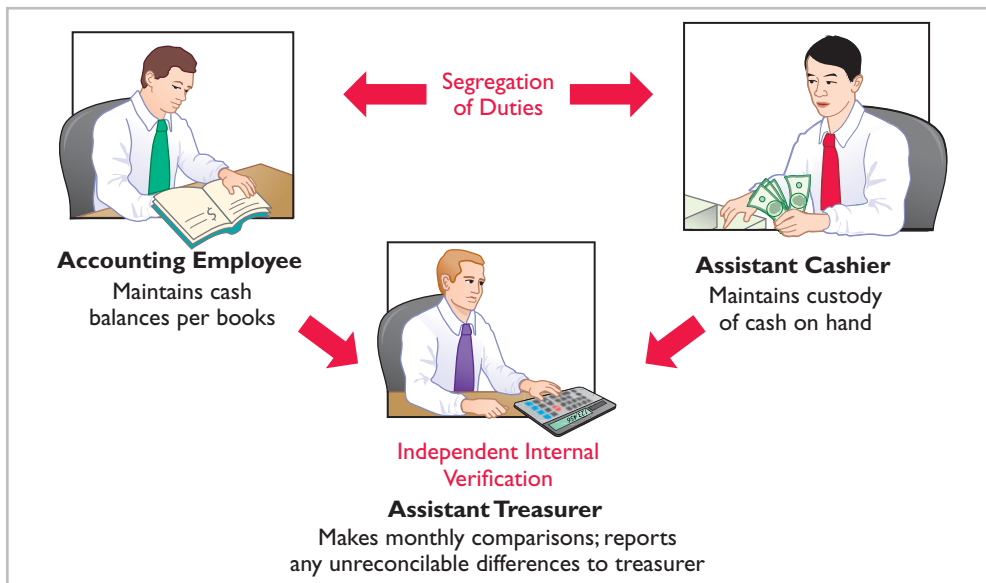 Segregation
of Duties
Accounting Employee
Maintains cash
balances per books
$
Assistant Cashier
Maintains custody
of cash on hand
Independent Internal
Verification
Assistant Treasurer
Makes monthly comparisons; reports
any unreconcilable differences to treasurer